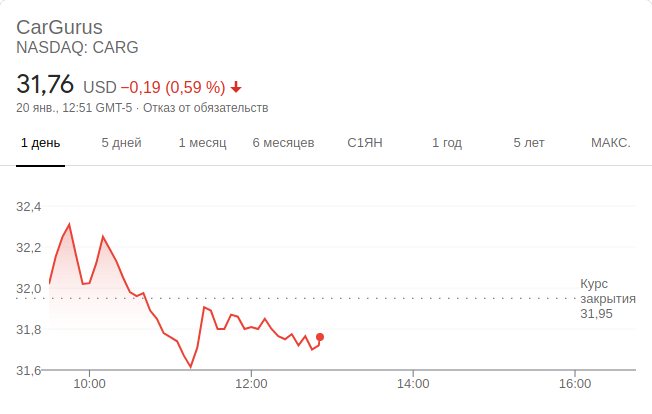 CarGurus
NASDAQ: CARG
31,76 USD −0,19 (0,59 %)
20 янв., 12:51 GMT-5 · Отказ от обязательств
1 день 5 дней 1 месяц 6 месяцев С1ЯН 1 год 5 лет МАКС.
32,4
32,2
32,0
31,8
31,6
Курс
закрытия
31,95
10:00 12:00 14:00 16:00